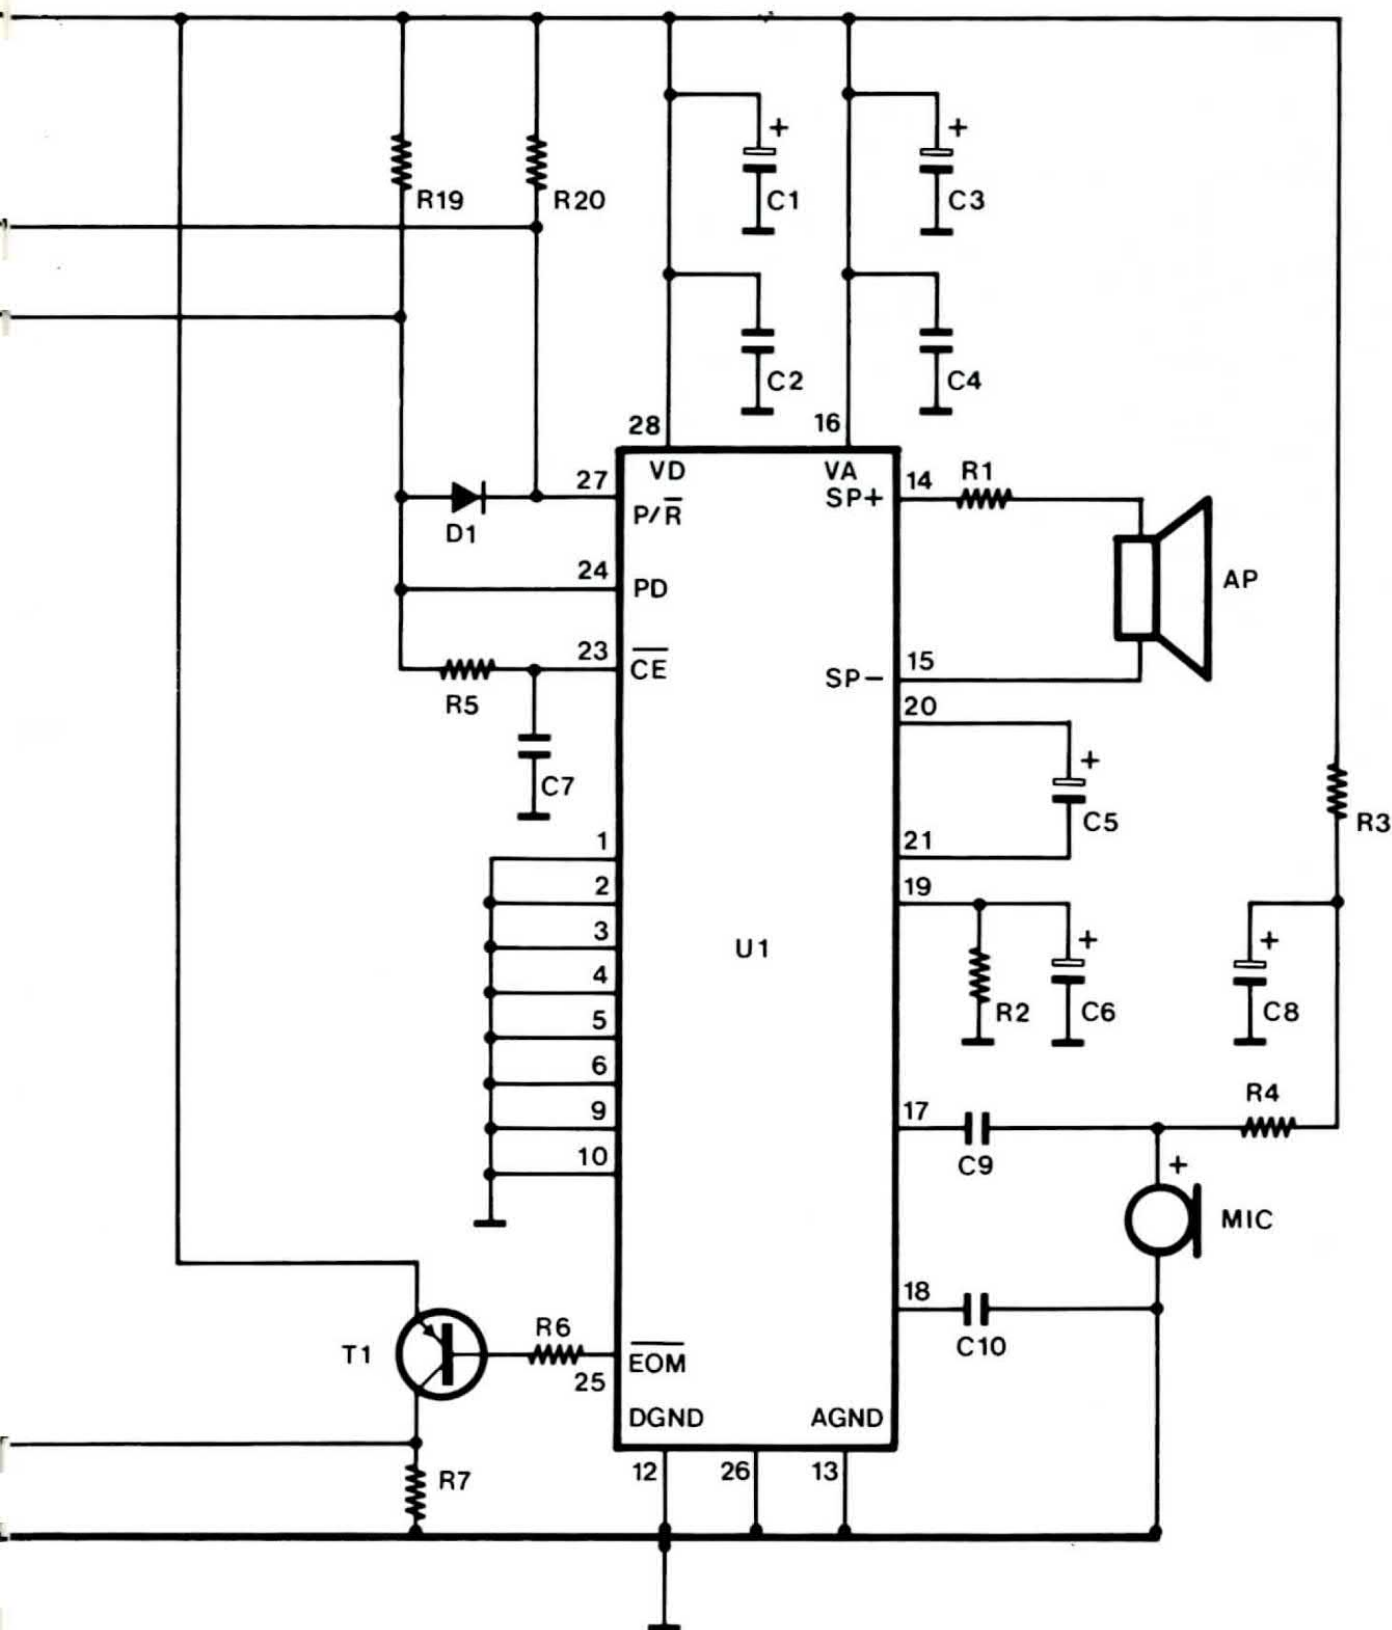 + +
R19 R20 C1 C3
C2 C4
28 16
VD VA
27 P/R̅ SP+ 14 R1
D1
24 PD AP
23 C̅E̅ SP− 15
R5 20
+
C7 C5 R3
1 21
2 19
3 + +
U1
4
5 R2 C6 C8
6
9 17 R4
10 C9 +
MIC
18
T1 R6 E̅O̅M̅ C10
25
DGND AGND
R7 12 26 13